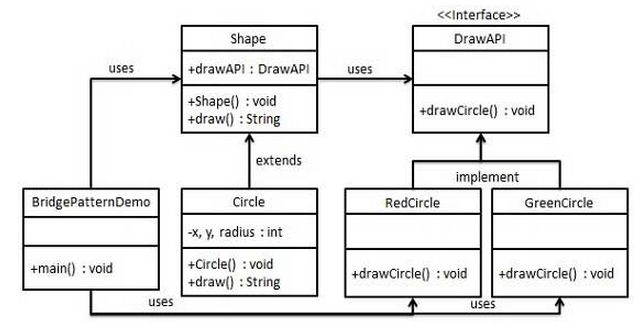 <<Interface>>
Shape
DrawAPI
uses
+drawAPI : DrawAPI
uses
+Shape() : void
+draw() : String
+drawCircle() : void
extends
implement
BridgePatternDemo
Circle
RedCircle
GreenCircle
-x, y, radius : int
+main() : void
+Circle() : void
+draw() : String
+drawCircle() : void
+drawCircle() : void
uses
uses